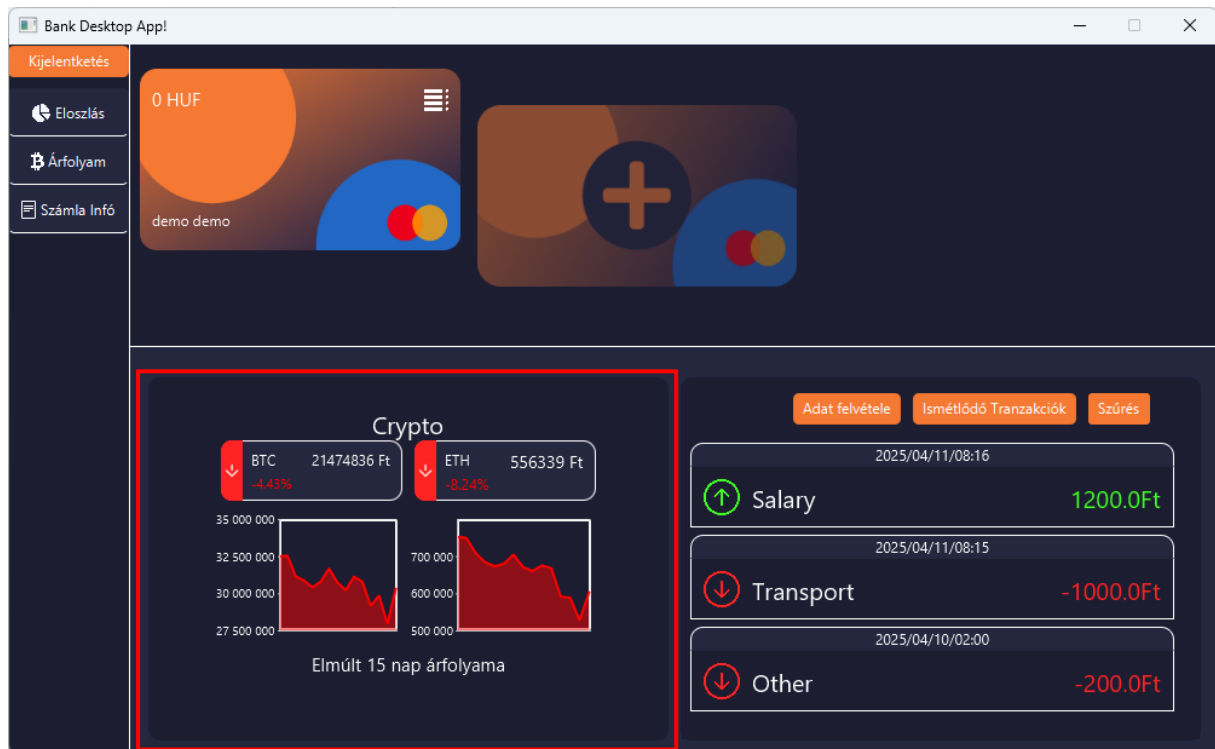 Bank Desktop App!
Kijelentketés
Eloszlás
Árfolyam
Számla Infó
0 HUF
demo demo
Crypto
BTC 21474836 Ft
-4.43%
ETH 556339 Ft
-8.24%
35 000 000
32 500 000
30 000 000
27 500 000
700 000
600 000
500 000
Elmúlt 15 nap árfolyama
Adat felvétele Ismétlődő Tranzakciók Szűrés
2025/04/11/08:16
Salary 1200.0Ft
2025/04/11/08:15
Transport -1000.0Ft
2025/04/10/02:00
Other -200.0Ft